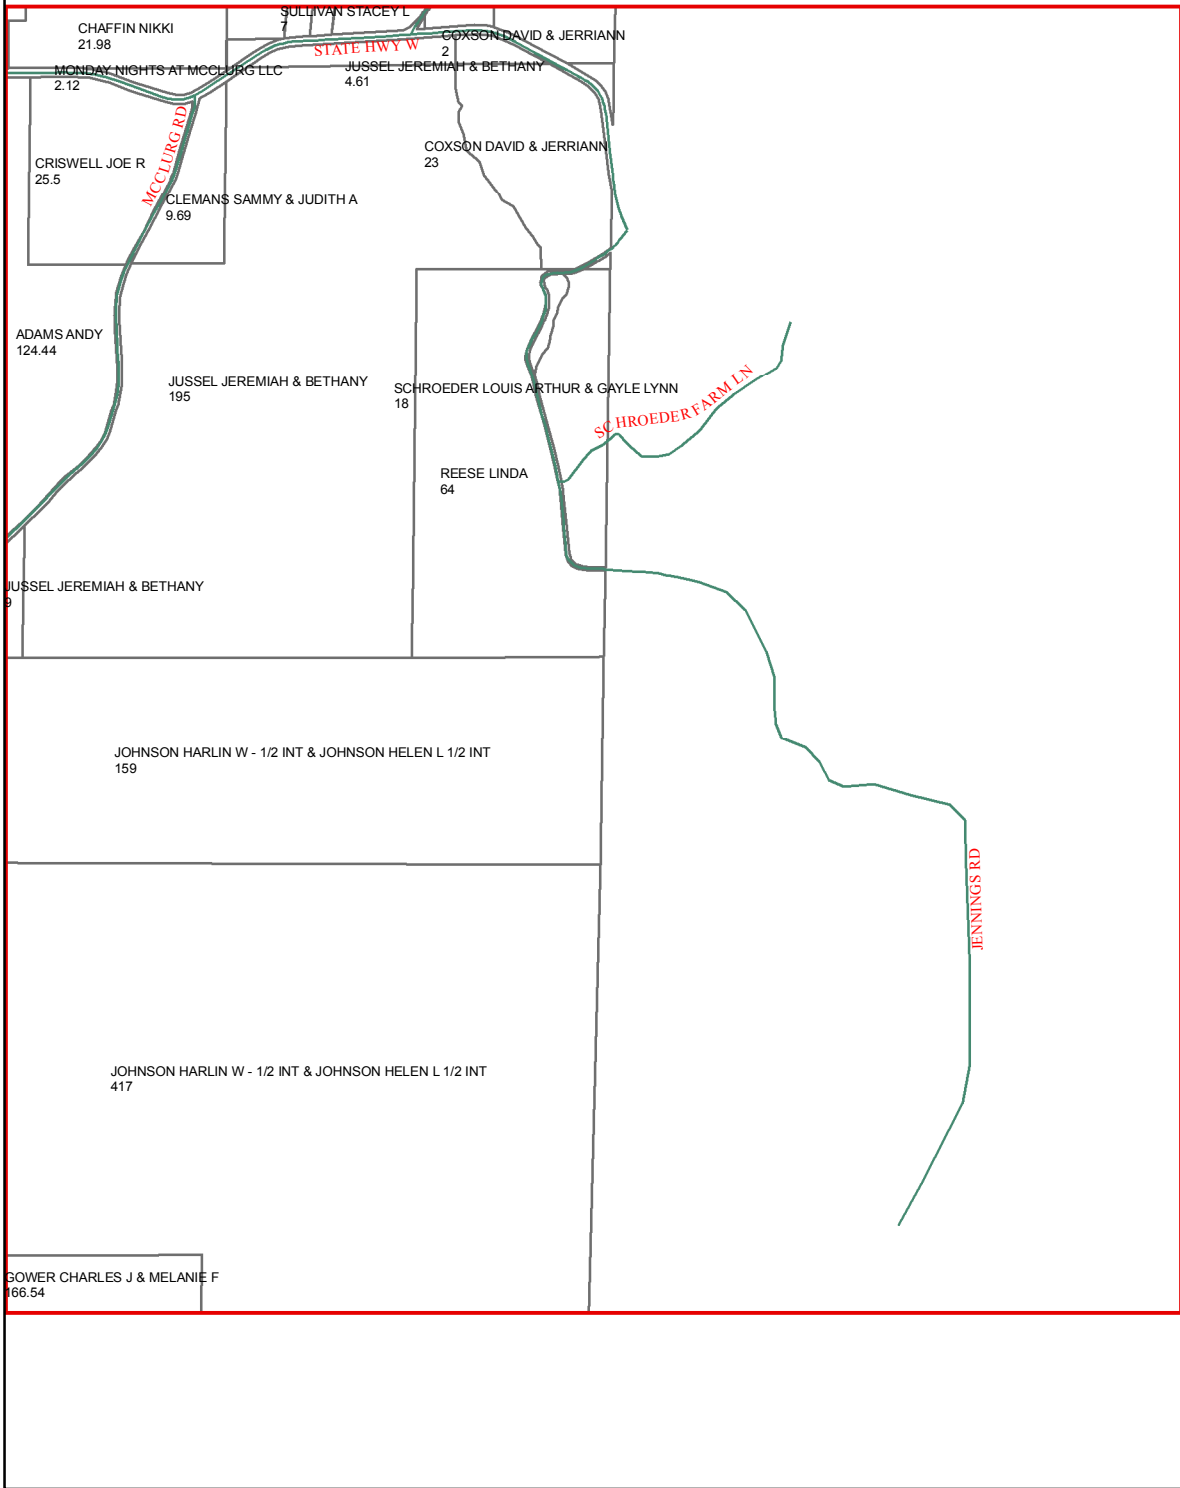 SULLIVAN STACEY L
7
CHAFFIN NIKKI
21.98
COXSON DAVID & JERRIANN
2
STATE HWY W
MONDAY NIGHTS AT MCCLURG LLC
2.12
JUSSEL JEREMIAH & BETHANY
4.61
MCCLURG RD
COXSON DAVID & JERRIANN
23
CRISWELL JOE R
25.5
CLEMANS SAMMY & JUDITH A
9.69
ADAMS ANDY
124.44
JUSSEL JEREMIAH & BETHANY
195
SCHROEDER LOUIS ARTHUR & GAYLE LYNN
18
SCHROEDER FARM LN
REESE LINDA
64
JUSSEL JEREMIAH & BETHANY
9
JOHNSON HARLIN W - 1/2 INT & JOHNSON HELEN L 1/2 INT
159
JENNINGS RD
JOHNSON HARLIN W - 1/2 INT & JOHNSON HELEN L 1/2 INT
417
GOWER CHARLES J & MELANIE F
166.54